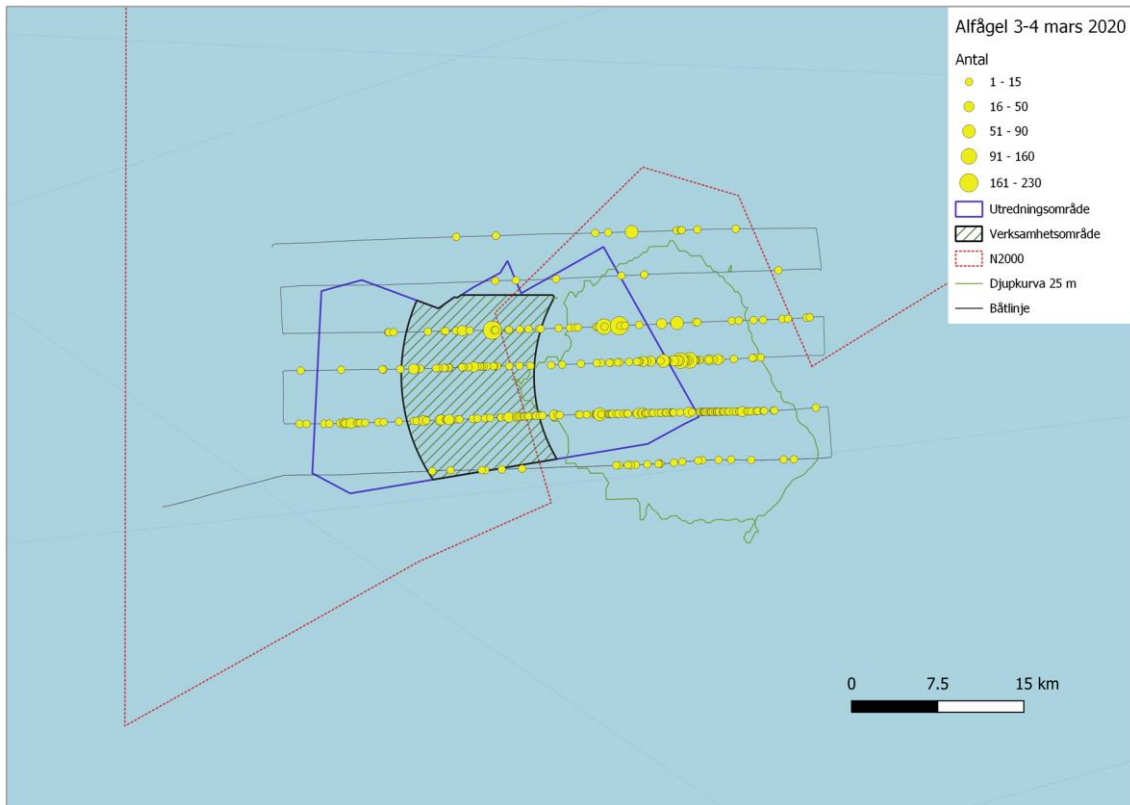 Alfågel 3-4 mars 2020
Antal
1 - 15
16 - 50
51 - 90
91 - 160
161 - 230
Utredningsområde
Verksamhetsområde
N2000
Djupkurva 25 m
Båtlinje
0 7.5 15 km